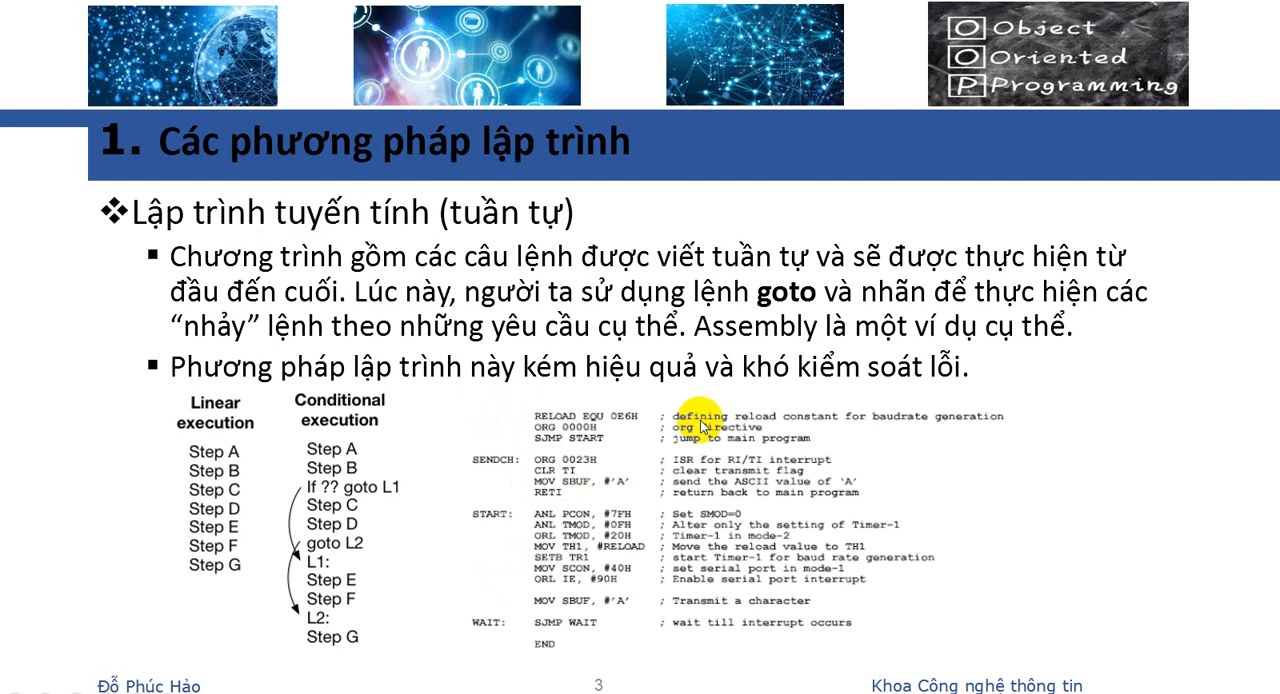 Object
Oriented
Programming
1. Các phương pháp lập trình
❖Lập trình tuyến tính (tuần tự)
▪ Chương trình gồm các câu lệnh được viết tuần tự và sẽ được thực hiện từ
đầu đến cuối. Lúc này, người ta sử dụng lệnh goto và nhãn để thực hiện các
“nhảy” lệnh theo những yêu cầu cụ thể. Assembly là một ví dụ cụ thể.
▪ Phương pháp lập trình này kém hiệu quả và khó kiểm soát lỗi.
Linear
execution
Step A
Step B
Step C
Step D
Step E
Step F
Step G
Conditional
execution
Step A
Step B
If ?? goto L1
Step C
Step D
goto L2
L1:
Step E
Step F
L2:
Step G
RELOAD EQU 0E6H ; defining reload constant for baudrate generation
ORG 0000H ; org directive
SJMP START ; jump to main program
SENDCH: ORG 0023H ; ISR for RI/TI interrupt
CLR TI ; clear transmit flag
MOV SBUF, #‘A’ ; send the ASCII value of ‘A’
RETI ; return back to main program
START: ANL PCON, #7FH ; Set SMOD=0
ANL TMOD, #0FH ; Alter only the setting of Timer-1
ORL TMOD, #20H ; Timer-1 in mode-2
MOV TH1, #RELOAD ; Move the reload value to TH1
SETB TR1 ; start Timer-1 for baud rate generation
MOV SCON, #40H ; set serial port in mode-1
ORL IE, #90H ; Enable serial port interrupt
MOV SBUF, #‘A’ ; Transmit a character
WAIT: SJMP WAIT ; wait till interrupt occurs
END
Đỗ Phúc Hảo
3
Khoa Công nghệ thông tin